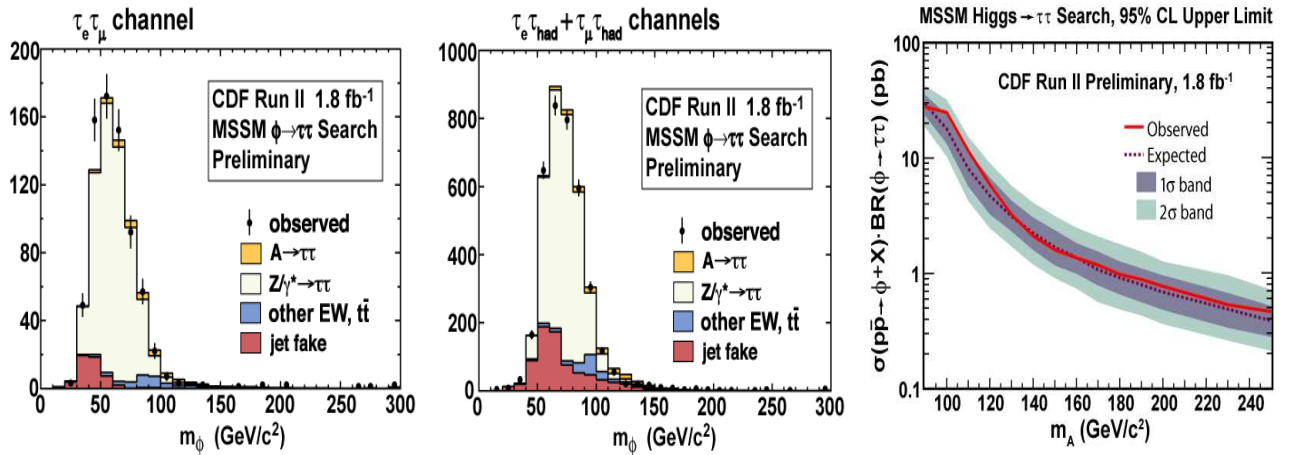 τeτμ channel
200
160
120
80
40
0
CDF Run II 1.8 fb-1
MSSM ϕ→ττ Search
Preliminary
observed
A→ττ
Z/γ*→ττ
other EW, tt̄
jet fake
0 50 100 150 200 250 300
mϕ (GeV/c2)
τeτhad+τμτhad channels
1000
800
600
400
200
0
CDF Run II 1.8 fb-1
MSSM ϕ→ττ Search
Preliminary
observed
A→ττ
Z/γ*→ττ
other EW, tt̄
jet fake
0 50 100 150 200 250 300
mϕ (GeV/c2)
MSSM Higgs→ττ Search, 95% CL Upper Limit
σ(pp̄→ϕ+X)·BR(ϕ→ττ) (pb)
100
10
1
0.1
CDF Run II Preliminary, 1.8 fb-1
Observed
Expected
1σ band
2σ band
100 120 140 160 180 200 220 240
mA (GeV/c2)